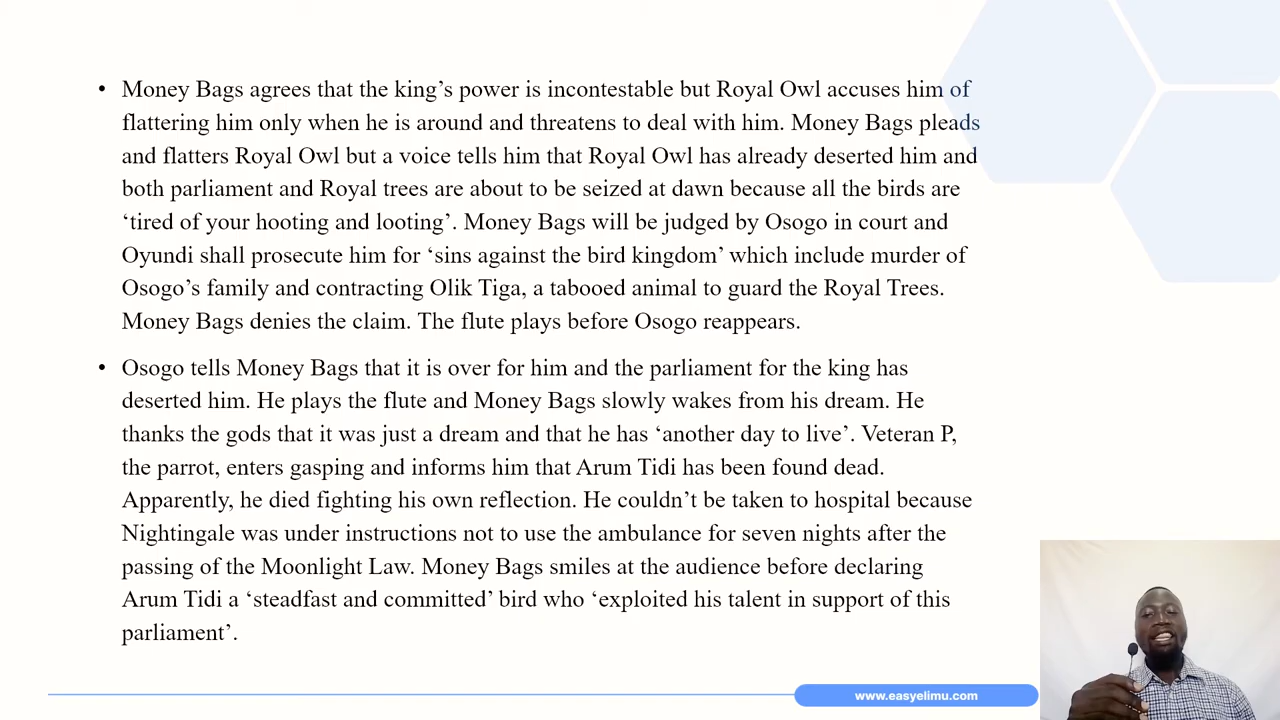 • Money Bags agrees that the king’s power is incontestable but Royal Owl accuses him of
flattering him only when he is around and threatens to deal with him. Money Bags pleads
and flatters Royal Owl but a voice tells him that Royal Owl has already deserted him and
both parliament and Royal trees are about to be seized at dawn because all the birds are
‘tired of your hooting and looting’. Money Bags will be judged by Osogo in court and
Oyundi shall prosecute him for ‘sins against the bird kingdom’ which include murder of
Osogo’s family and contracting Olik Tiga, a tabooed animal to guard the Royal Trees.
Money Bags denies the claim. The flute plays before Osogo reappears.
• Osogo tells Money Bags that it is over for him and the parliament for the king has
deserted him. He plays the flute and Money Bags slowly wakes from his dream. He
thanks the gods that it was just a dream and that he has ‘another day to live’. Veteran P,
the parrot, enters gasping and informs him that Arum Tidi has been found dead.
Apparently, he died fighting his own reflection. He couldn’t be taken to hospital because
Nightingale was under instructions not to use the ambulance for seven nights after the
passing of the Moonlight Law. Money Bags smiles at the audience before declaring
Arum Tidi a ‘steadfast and committed’ bird who ‘exploited his talent in support of this
parliament’.
www.easyelimu.com